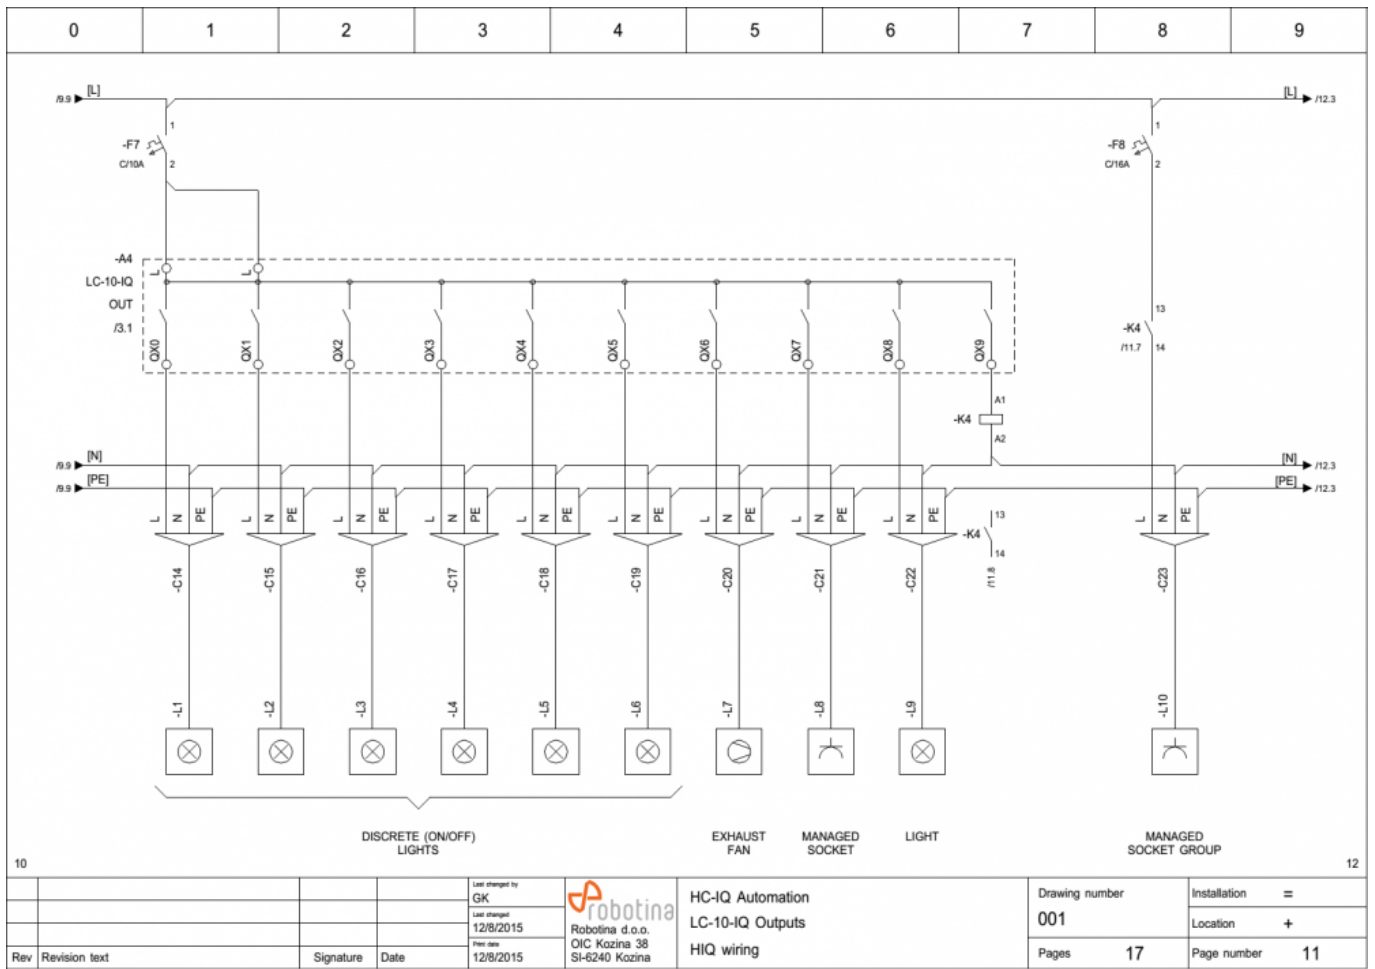 0 1 2 3 4 5 6 7 8 9
/9.9 [L] [L] /12.3
1 1
-F7 -F8
C/10A 2 C/16A 2
-A4
L L
LC-10-IQ
OUT
/3.1
13
-K4
/11.7 14
QX0 QX1 QX2 QX3 QX4 QX5 QX6 QX7 QX8 QX9
A1
-K4
A2
/9.9 [N] [N] /12.3
/9.9 [PE] [PE] /12.3
L N PE L N PE L N PE L N PE L N PE L N PE L N PE L N PE L N PE L N PE
13
-K4
14
/11.8
-C14 -C15 -C16 -C17 -C18 -C19 -C20 -C21 -C22 -C23
-L1 -L2 -L3 -L4 -L5 -L6 -L7 -L8 -L9 -L10
DISCRETE (ON/OFF)
LIGHTS
EXHAUST
FAN
MANAGED
SOCKET
LIGHT
MANAGED
SOCKET GROUP
10 12
Rev Revision text Signature Date
Last changed by
GK
Last changed
12/8/2015
Print date
12/8/2015
robotina
Robotina d.o.o.
OIC Kozina 38
SI-6240 Kozina
HC-IQ Automation
LC-10-IQ Outputs
HIQ wiring
Drawing number
001
Pages 17
Installation =
Location +
Page number 11